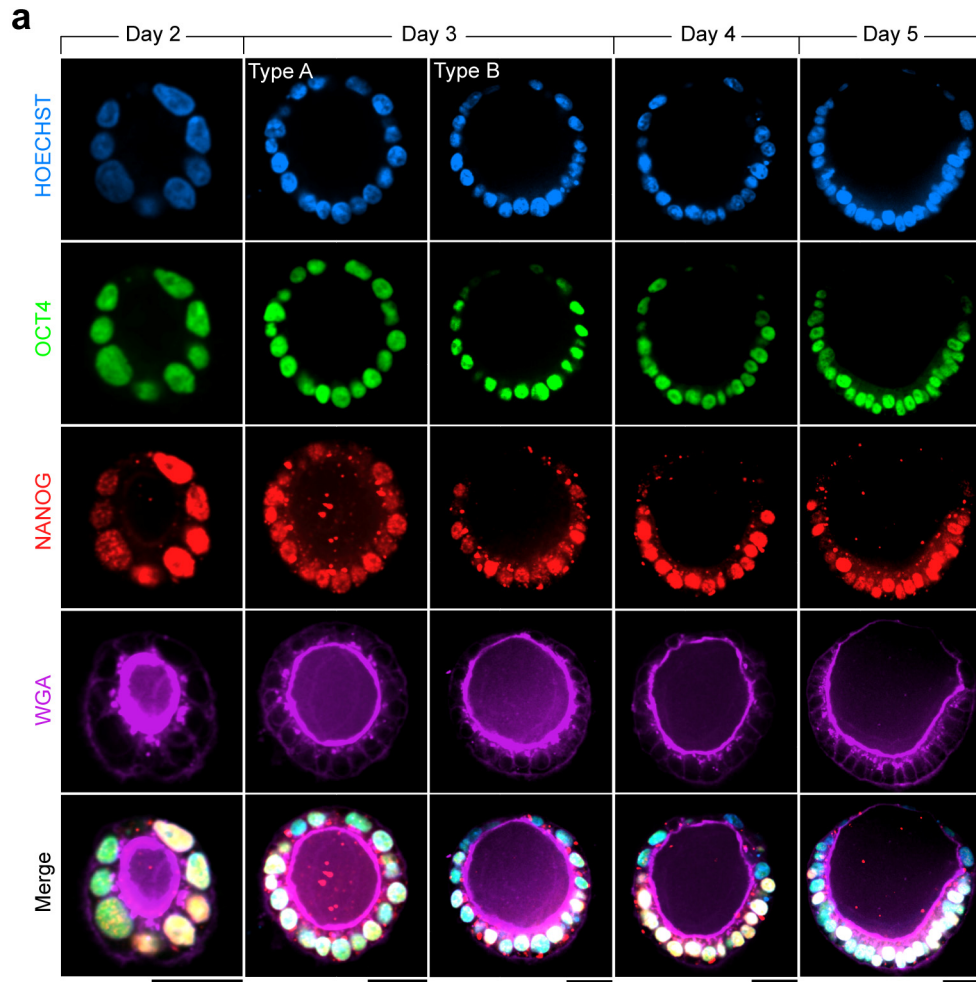 a
Day 2
Day 3
Day 4
Day 5
Type A
Type B
HOECHST
OCT4
NANOG
WGA
Merge